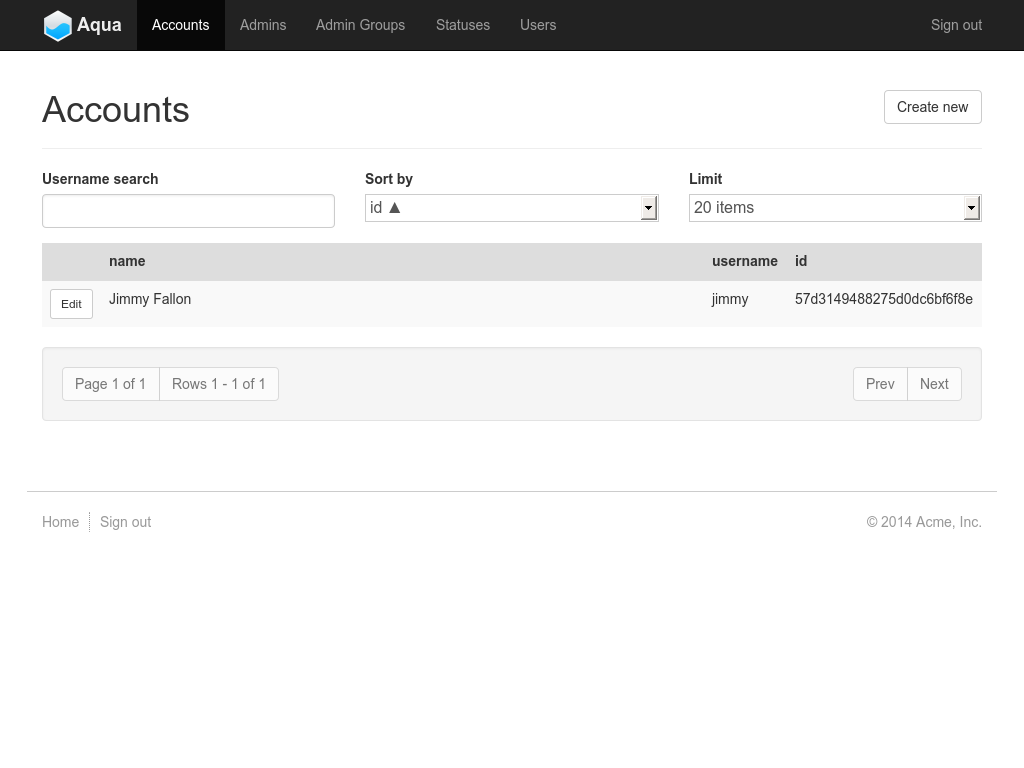 Aqua Accounts Admins Admin Groups Statuses Users Sign out
Accounts Create new
Username search Sort by Limit
id ▲ 20 items
name username id
Edit Jimmy Fallon jimmy 57d3149488275d0dc6bf6f8e
Page 1 of 1 Rows 1 - 1 of 1 Prev Next
Home Sign out © 2014 Acme, Inc.